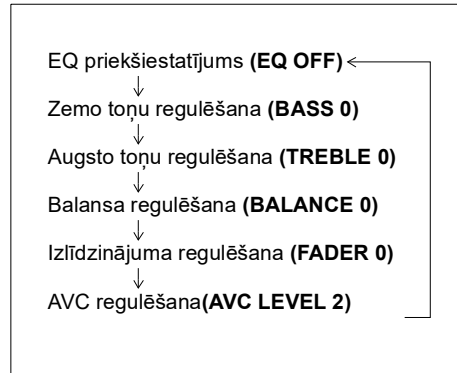 EQ priekšiestatījums (EQ OFF)
Zemo toņu regulēšana (BASS 0)
Augsto toņu regulēšana (TREBLE 0)
Balansa regulēšana (BALANCE 0)
Izlīdzinājuma regulēšana (FADER 0)
AVC regulēšana(AVC LEVEL 2)